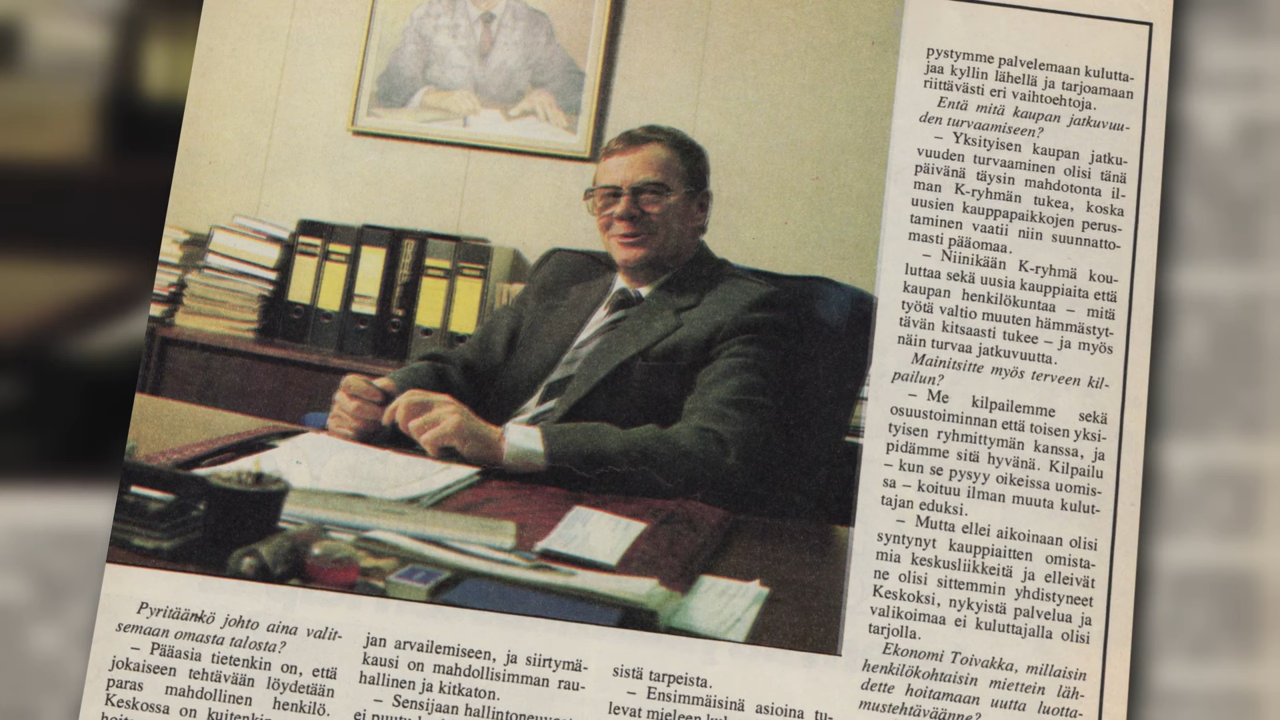 Pyritäänkö johto aina valit-
semaan omasta talosta?
– Pääasia tietenkin on, että
jokaiseen tehtävään löydetään
paras mahdollinen henkilö.
Keskossa on kuitenkin
jan arvailemiseen, ja siirtymä-
kausi on mahdollisimman rau-
hallinen ja kitkaton.
– Sensijaan hallintoneuvos-
ei puutu
sistä tarpeista.
– Ensimmäisinä asioina tu-
levat mieleen
pystymme palvelemaan kulutta-
jaa kyllin lähellä ja tarjoamaan
riittävästi eri vaihtoehtoja.
Entä mitä kaupan jatkuvuu-
den turvaamiseen?
– Yksityisen kaupan jatku-
vuuden turvaaminen olisi tänä
päivänä täysin mahdotonta il-
man K-ryhmän tukea, koska
uusien kauppapaikkojen perus-
taminen vaatii niin suunnatto-
masti pääomaa.
– Niinikään K-ryhmä kou-
luttaa sekä uusia kauppiaita että
kaupan henkilökuntaa – mitä
työtä valtio muuten hämmästyt-
tävän kitsaasti tukee – ja myös
näin turvaa jatkuvuutta.
Mainitsitte myös terveen kil-
pailun?
– Me kilpailemme sekä
osuustoiminnan että toisen yksi-
tyisen ryhmittymän kanssa, ja
pidämme sitä hyvänä. Kilpailu
– kun se pysyy oikeissa uomis-
sa – koituu ilman muuta kulut-
tajan eduksi.
– Mutta ellei aikoinaan olisi
syntynyt kauppiaitten omista-
mia keskusliikkeitä ja elleivät
ne olisi sittemmin yhdistyneet
Keskoksi, nykyistä palvelua ja
valikoimaa ei kuluttajalla olisi
tarjolla.
Ekonomi Toivakka, millaisin
henkilökohtaisin miettein läh-
dette hoitamaan uutta luotta-
mustehtäväänne?